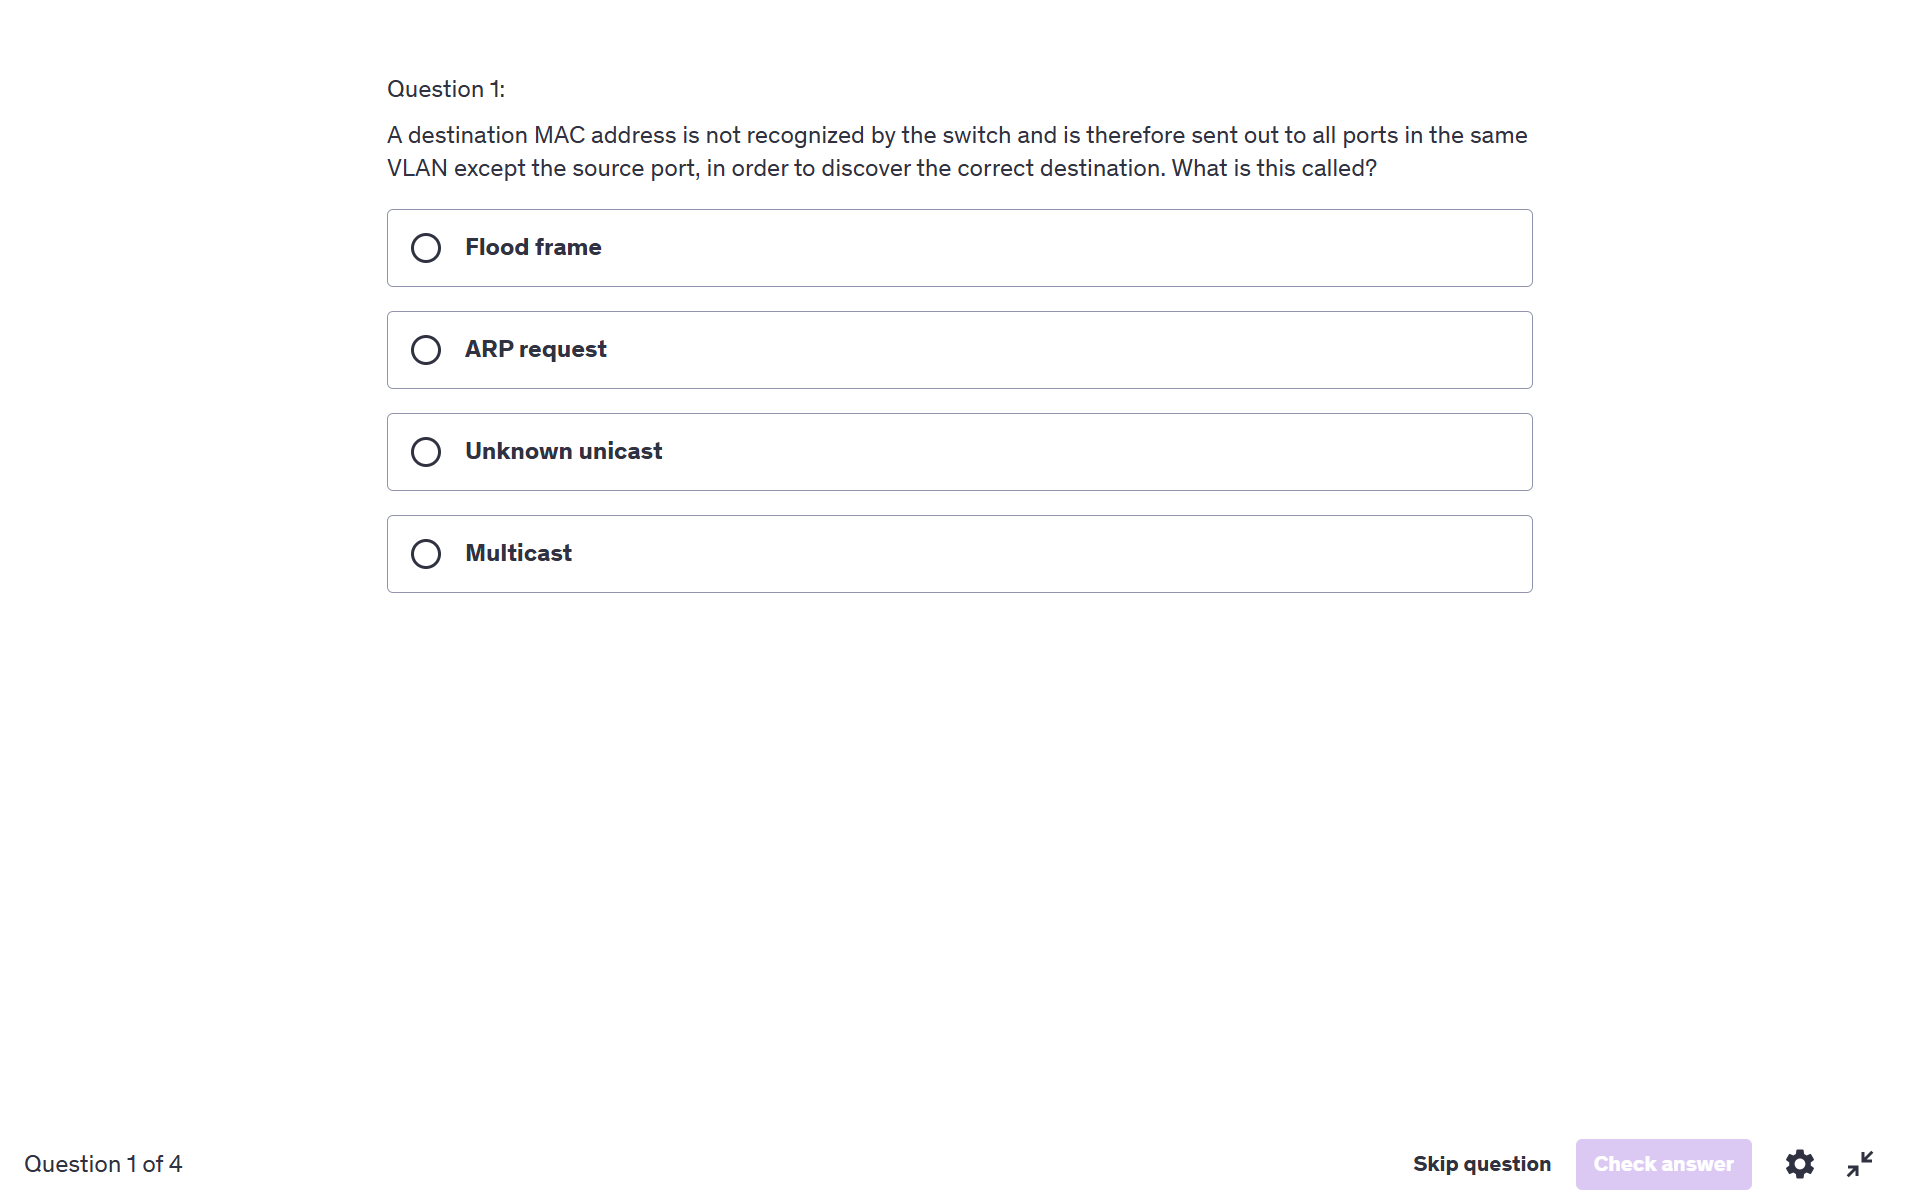 Question 1:
A destination MAC address is not recognized by the switch and is therefore sent out to all ports in the same
VLAN except the source port, in order to discover the correct destination. What is this called?
Flood frame
ARP request
Unknown unicast
Multicast
Question 1 of 4
Skip question
Check answer